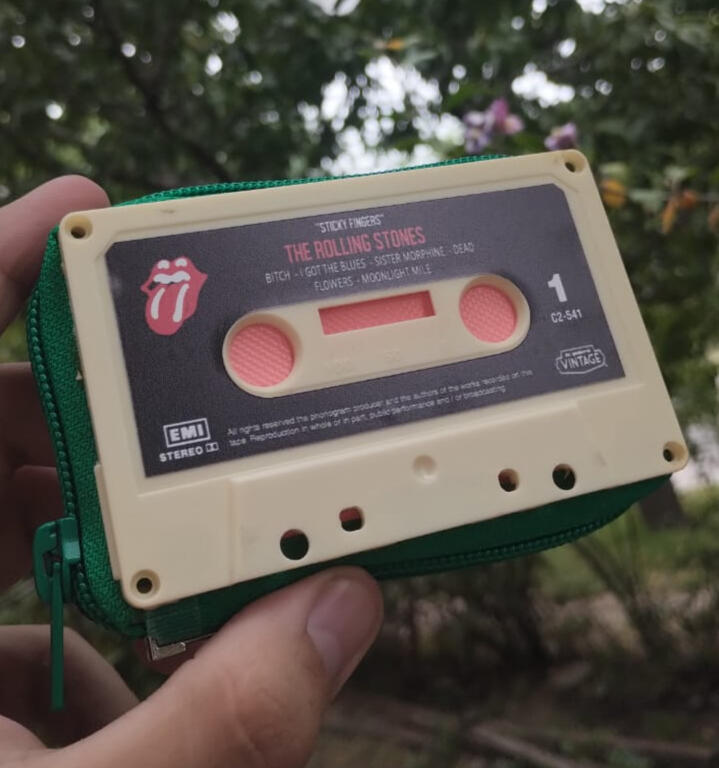 "STICKY FINGERS"
THE ROLLING STONES
BITCH - I GOT THE BLUES - SISTER MORPHINE - DEAD
FLOWERS - MOONLIGHT MILE
1
C2-541
VINTAGE
EMI
STEREO
All rights reserved the phonogram producer and the authors of the works recorded on this
tape. Reproduction in whole or in part, public performance and / or broadcasting